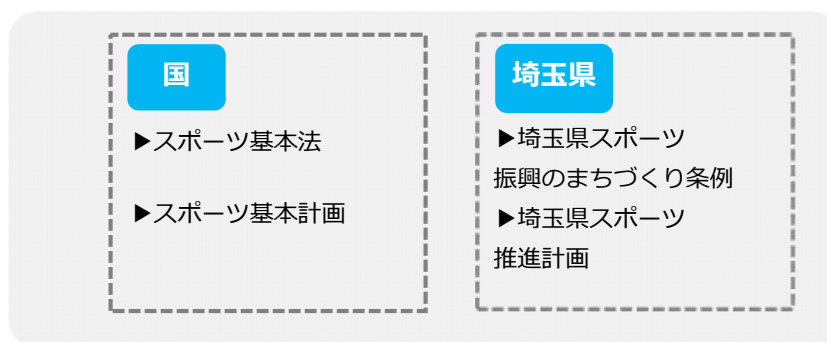 国
▶スポーツ基本法
▶スポーツ基本計画
埼玉県
▶埼玉県スポーツ
振興のまちづくり条例
▶埼玉県スポーツ
推進計画